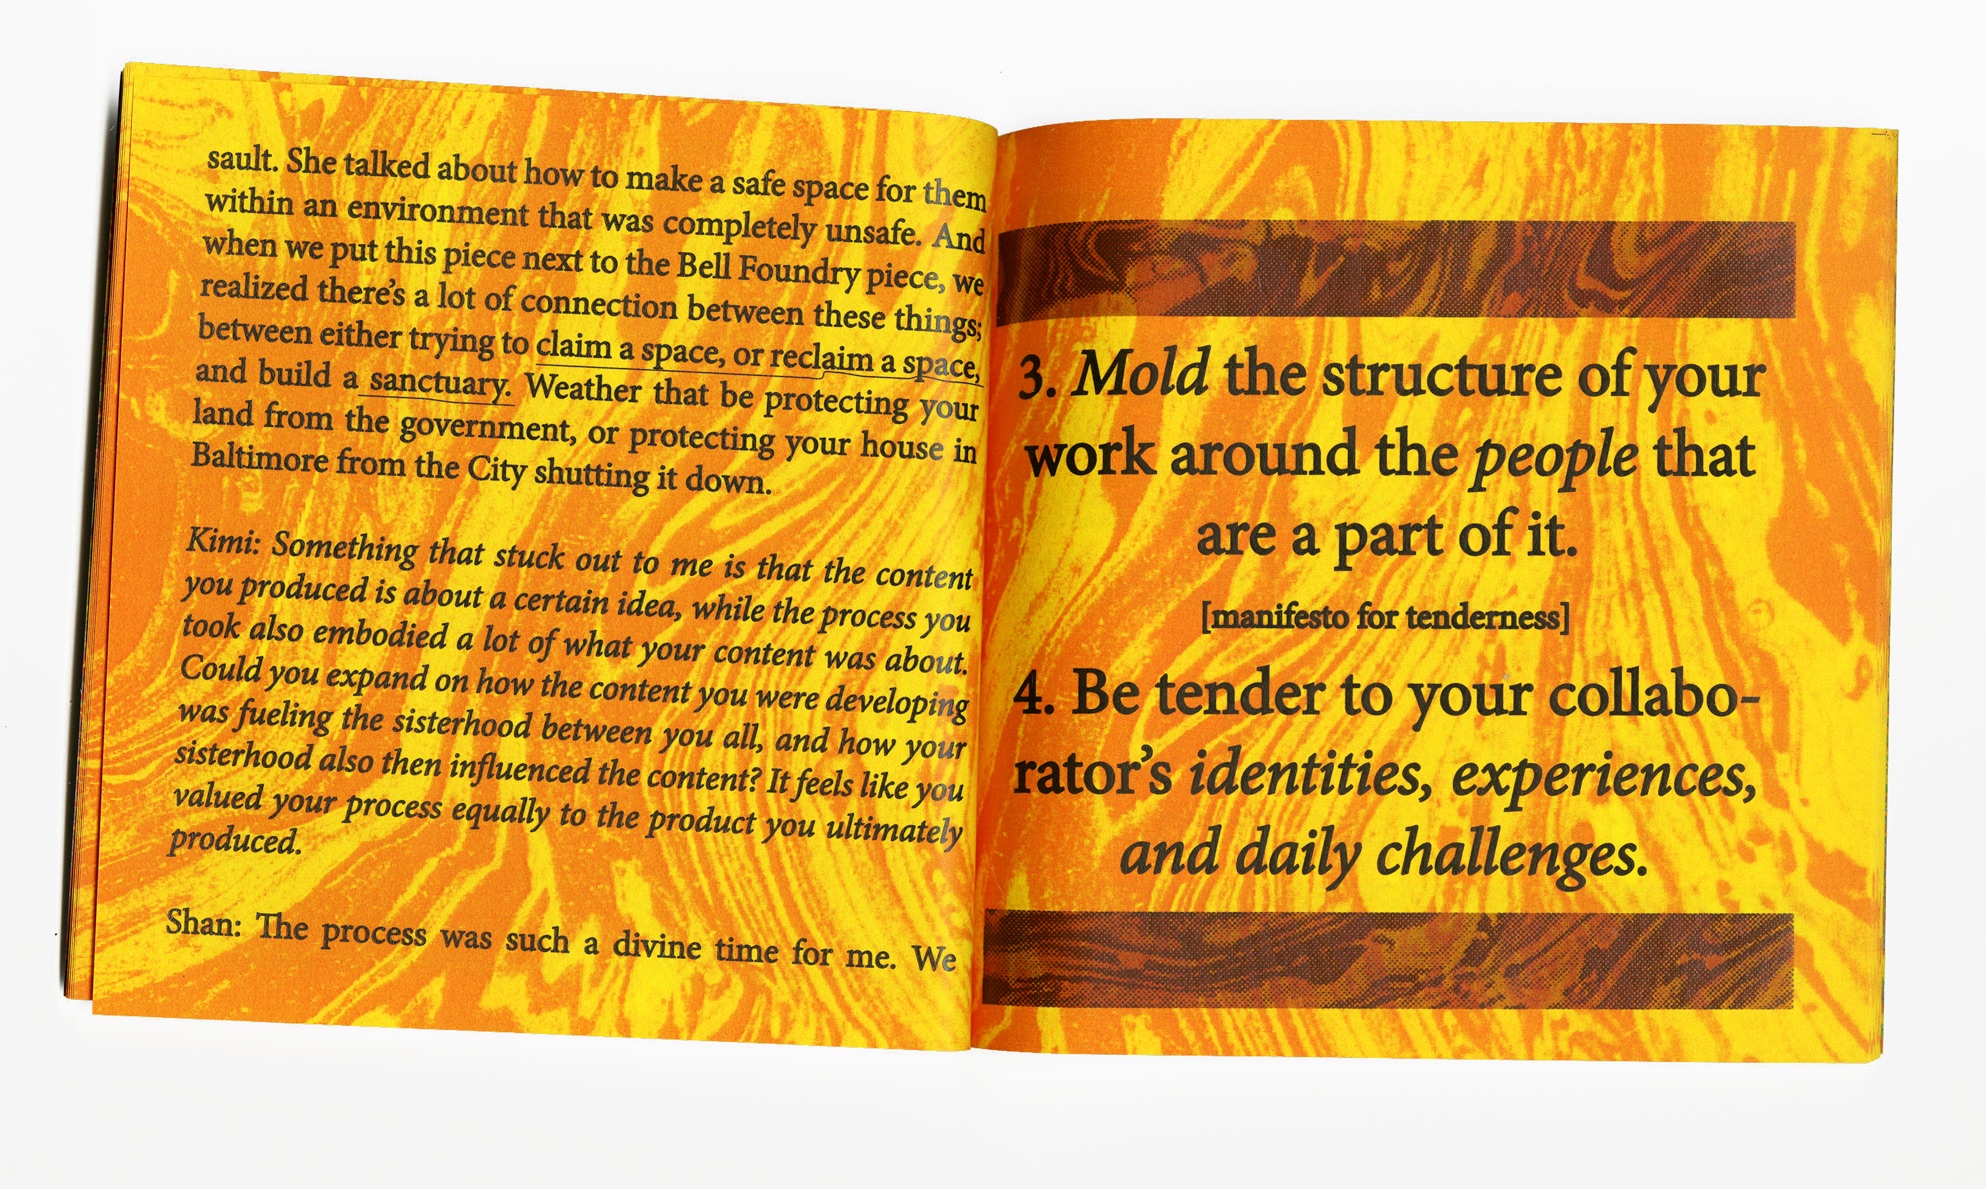 sault. She talked about how to make a safe space for them
within an environment that was completely unsafe. And
when we put this piece next to the Bell Foundry piece, we
realized there's a lot of connection between these things;
between either trying to claim a space, or reclaim a space,
and build a sanctuary. Weather that be protecting your
land from the government, or protecting your house in
Baltimore from the City shutting it down.
Kimi: Something that stuck out to me is that the content
you produced is about a certain idea, while the process you
took also embodied a lot of what your content was about.
Could you expand on how the content you were developing
was fueling the sisterhood between you all, and how your
sisterhood also then influenced the content? It feels like you
valued your process equally to the product you ultimately
produced.
Shan: The process was such a divine time for me. We
3. Mold the structure of your
work around the people that
are a part of it.
[manifesto for tenderness]
4. Be tender to your collabo-
rator's identities, experiences,
and daily challenges.